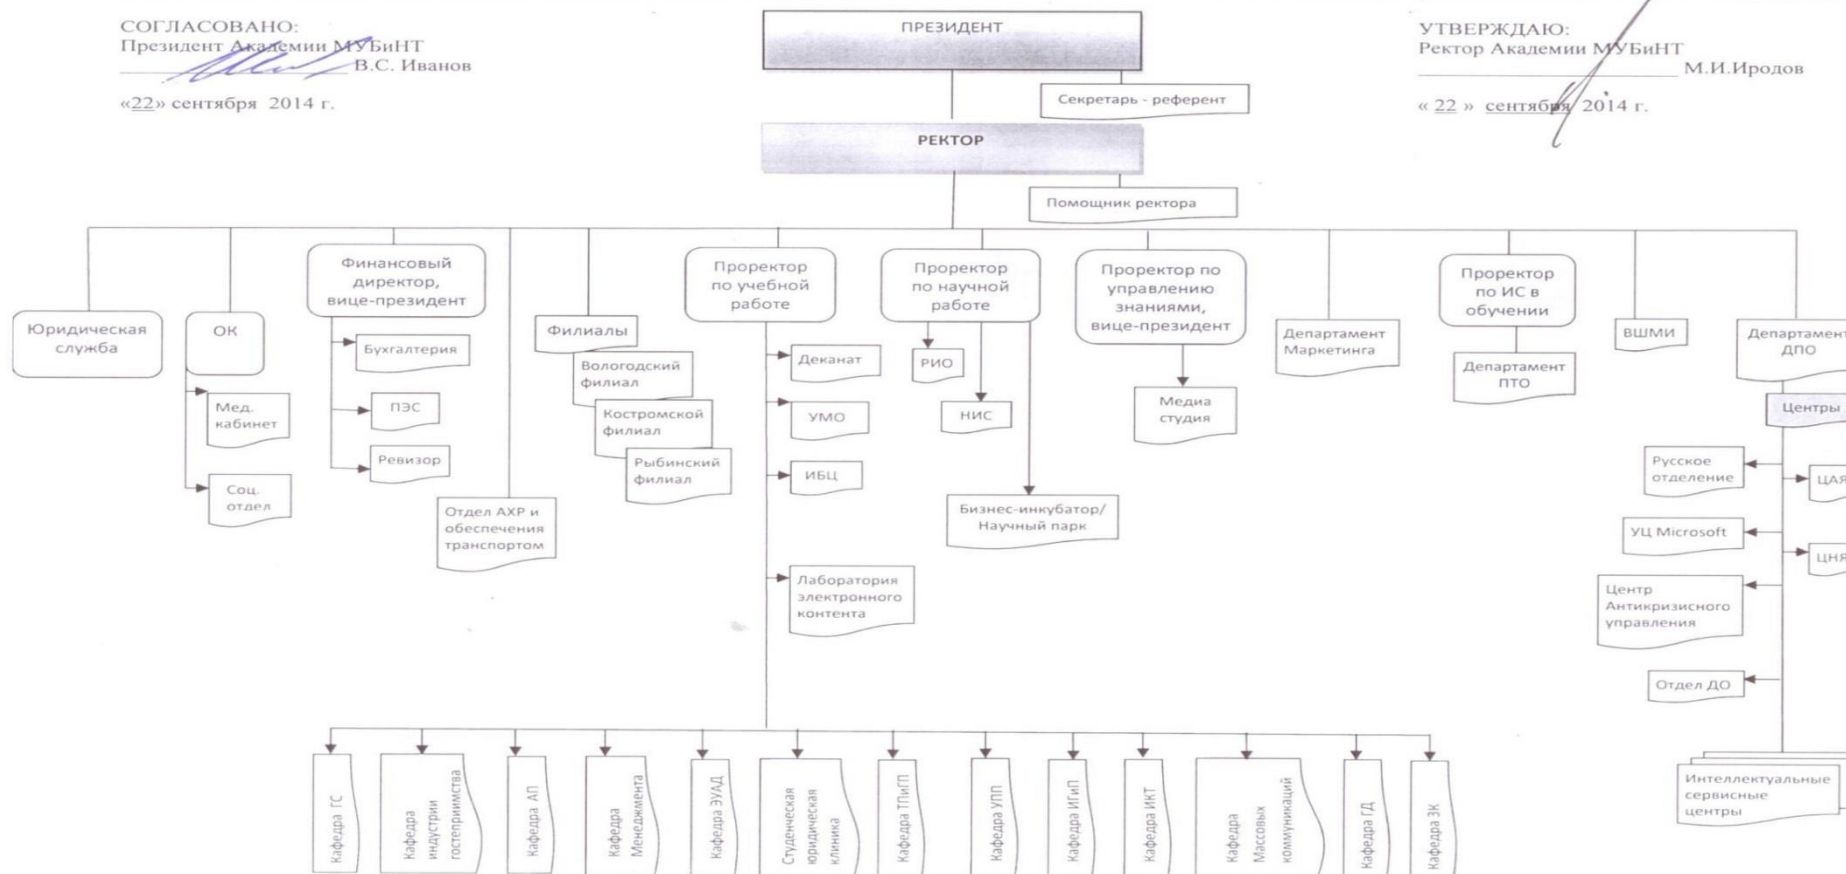 СОГЛАСОВАНО:
Президент Академии МУБиНТ
В.С. Иванов
«22» сентября 2014 г.
ПРЕЗИДЕНТ
УТВЕРЖДАЮ:
Ректор Академии МУБиНТ
М.И.Иродов
« 22 » сентября 2014 г.
Секретарь - референт
РЕКТОР
Помощник ректора
Юридическая
служба
ОК
Мед.
кабинет
Соц.
отдел
Финансовый
директор,
вице-президент
Бухгалтерия
ПЭС
Ревизор
Отдел АХР и
обеспечения
транспортом
Филиалы
Вологодский
филиал
Костромской
филиал
Рыбинский
филиал
Проректор
по учебной
работе
Деканат
УМО
ИБЦ
Лаборатория
электронного
контента
Проректор
по научной
работе
РИО
НИС
Бизнес-инкубатор/
Научный парк
Проректор по
управлению
знаниями,
вице-президент
Медиа
студия
Департамент
Маркетинга
Проректор
по ИС в
обучении
Департамент
ПТО
ВШМИ
Департамент
ДПО
Центры
Русское
отделение
ЦАЯ
УЦ Microsoft
ЦНЯ
Центр
Антикризисного
управления
Отдел ДО
Интеллектуальные
сервисные
центры
Кафедра ГС
Кафедра
индустрии
гостеприимства
Кафедра АП
Кафедра
Менеджмента
Кафедра ЭУАД
Студенческая
юридическая
клиника
Кафедра ТПиГП
Кафедра УПП
Кафедра ИГиП
Кафедра ИКТ
Кафедра
Массовых
коммуникаций
Кафедра ГД
Кафедра ЗК